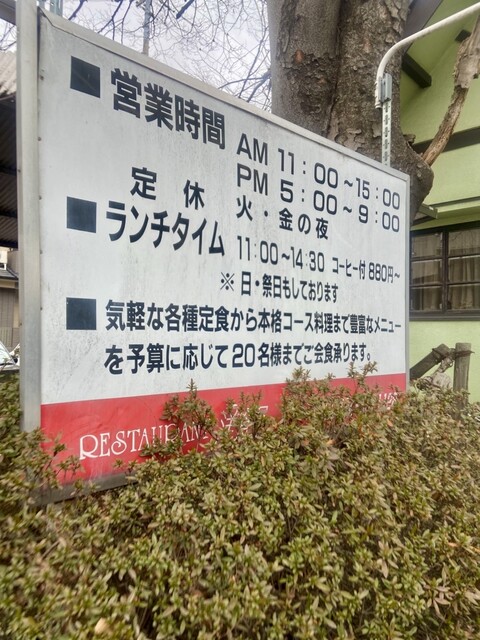 ■ 営業時間 AM 11:00~15:00
PM 5:00~9:00
定休 火・金の夜
■ ランチタイム 11:00~14:30 コーヒー付880円~
※ 日・祭日もしております
■ 気軽な各種定食から本格コース料理まで豊富なメニュー
を予算に応じて20名様までご会食承ります。
RESTAURANT